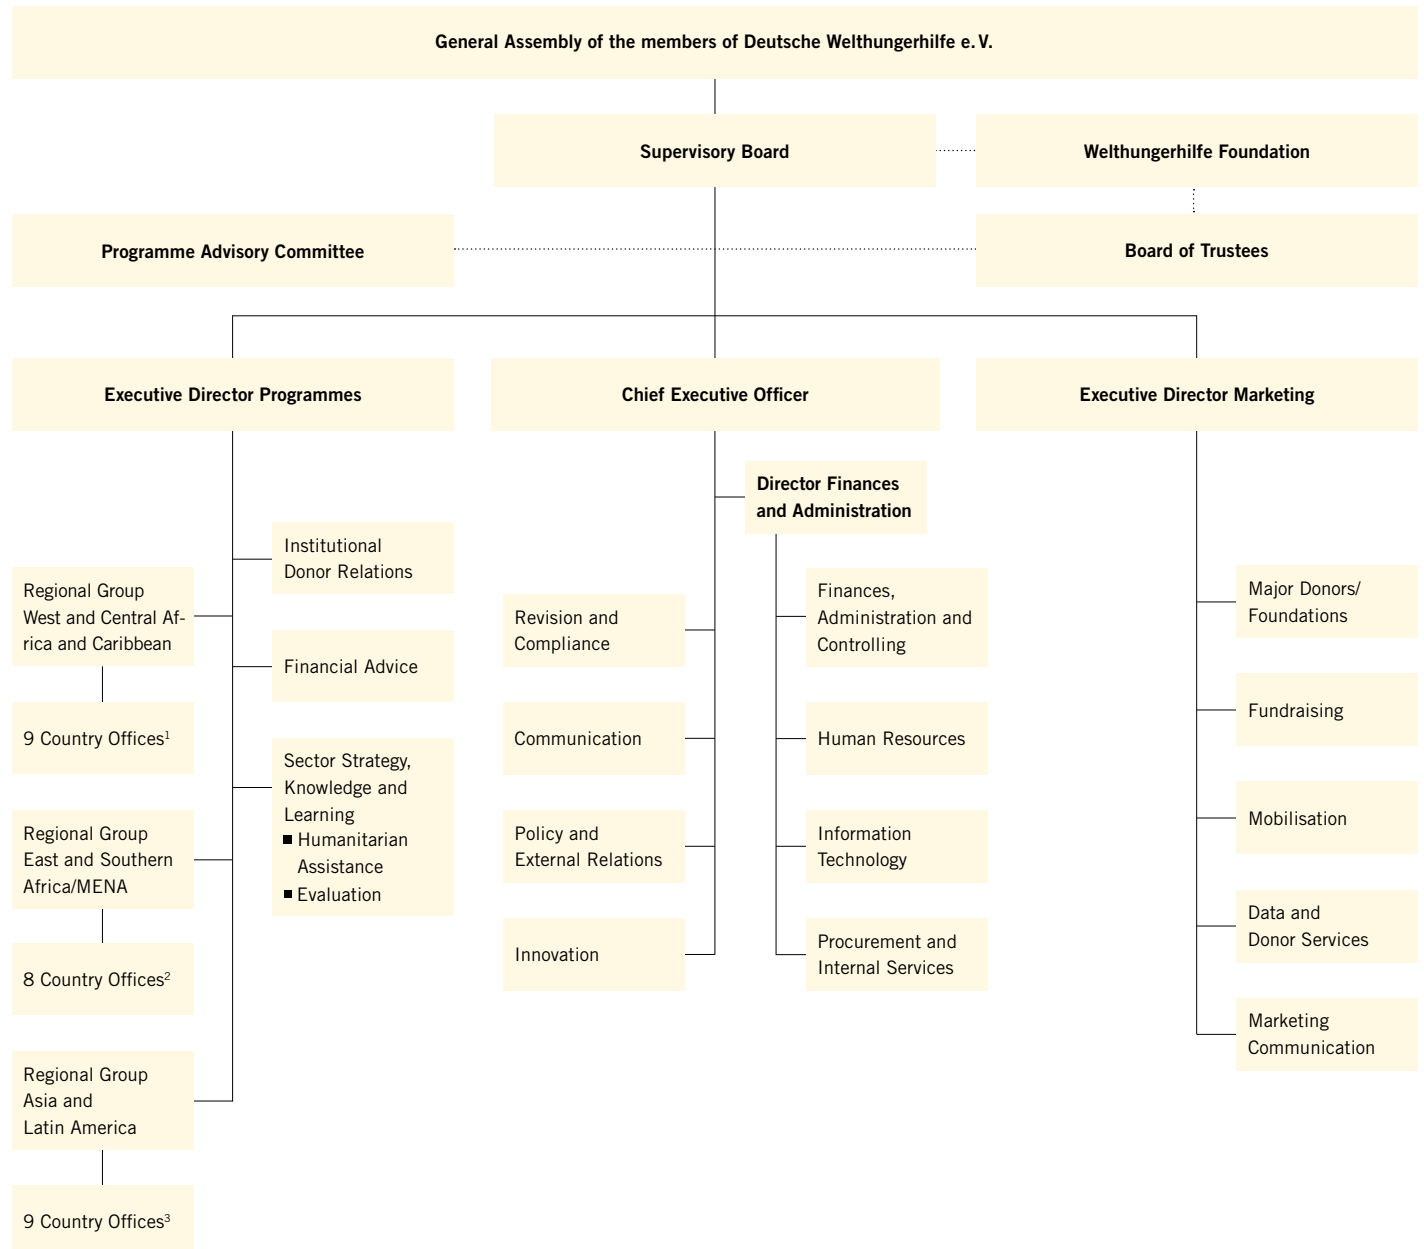 General Assembly of the members of Deutsche Welthungerhilfe e. V.
Supervisory Board
Welthungerhilfe Foundation
Programme Advisory Committee
Board of Trustees
Executive Director Programmes
Chief Executive Officer
Executive Director Marketing
Institutional
Donor Relations
Regional Group
West and Central Af-
rica and Caribbean
Financial Advice
9 Country Offices¹
Sector Strategy,
Knowledge and
Learning
■ Humanitarian
Assistance
■ Evaluation
Regional Group
East and Southern
Africa/MENA
8 Country Offices²
Regional Group
Asia and
Latin America
9 Country Offices³
Director Finances
and Administration
Revision and
Compliance
Communication
Policy and
External Relations
Innovation
Finances,
Administration and
Controlling
Human Resources
Information
Technology
Procurement and
Internal Services
Major Donors/
Foundations
Fundraising
Mobilisation
Data and
Donor Services
Marketing
Communication